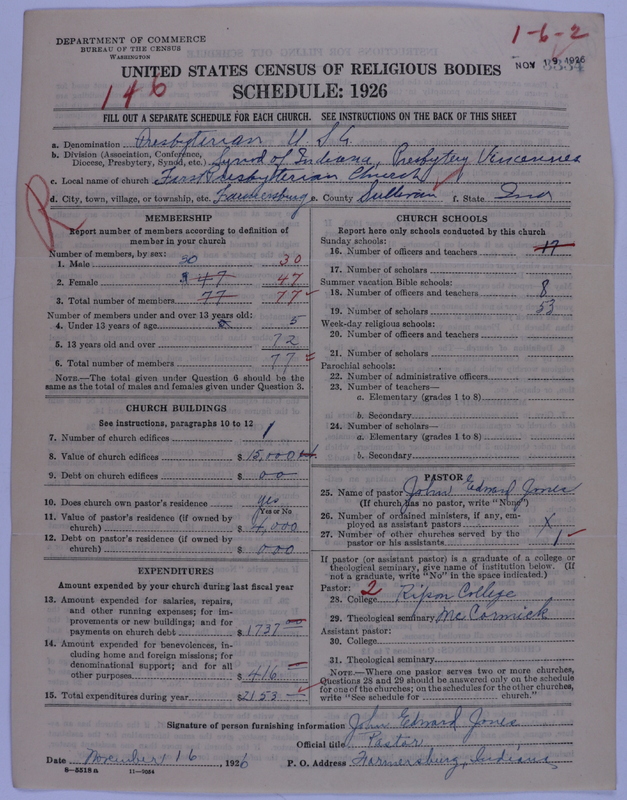 DEPARTMENT OF COMMERCE
BUREAU OF THE CENSUS
WASHINGTON
1-6-2
NOV 19 1926
UNITED STATES CENSUS OF RELIGIOUS BODIES
146
SCHEDULE: 1926
FILL OUT A SEPARATE SCHEDULE FOR EACH CHURCH. SEE INSTRUCTIONS ON THE BACK OF THIS SHEET
a. Denomination Presbyterian U S A
b. Division (Association, Conference, Diocese, Presbytery, Synod, etc.) Synod of Indiana, Presbytery Vincennes
c. Local name of church First Presbyterian Church
d. City, town, village, or township, etc. Farmersburg e. County Sullivan f. State Ind
R
MEMBERSHIP
Report number of members according to definition of
member in your church
Number of members, by sex:
1. Male 30 30
2. Female 47 47
3. Total number of members 77 77
Number of members under and over 13 years old:
4. Under 13 years of age 5
5. 13 years old and over 72
6. Total number of members 77
NOTE.—The total given under Question 6 should be the
same as the total of males and females given under Question 3.
CHURCH BUILDINGS
See instructions, paragraphs 10 to 12
7. Number of church edifices 1
8. Value of church edifices $ 15,000
9. Debt on church edifices $ 00
10. Does church own pastor's residence yes
Yes or No
11. Value of pastor's residence (if owned by
church) $ 4,000
12. Debt on pastor's residence (if owned by
church) $ 000
EXPENDITURES
Amount expended by your church during last fiscal year
13. Amount expended for salaries, repairs,
and other running expenses; for im-
provements or new buildings; and for
payments on church debt $ 1737
14. Amount expended for benevolences, in-
cluding home and foreign missions; for
denominational support; and for all
other purposes $ 416
15. Total expenditures during year $ 2153
CHURCH SCHOOLS
Report here only schools conducted by this church
Sunday schools:
16. Number of officers and teachers 17
17. Number of scholars
Summer vacation Bible schools:
18. Number of officers and teachers 8
19. Number of scholars 53
Week-day religious schools:
20. Number of officers and teachers
21. Number of scholars
Parochial schools:
22. Number of administrative officers
23. Number of teachers—
a. Elementary (grades 1 to 8)
b. Secondary
24. Number of scholars—
a. Elementary (grades 1 to 8)
b. Secondary
PASTOR
25. Name of pastor John Edward Jones
(If church has no pastor, write "None")
26. Number of ordained ministers, if any, em-
ployed as assistant pastors X
27. Number of other churches served by the
pastor or his assistants 1
If pastor (or assistant pastor) is a graduate of a college or
theological seminary, give name of institution below. (If
not a graduate, write "No" in the space indicated.)
Pastor: 2
28. College Ripon College
29. Theological seminary McCormick
Assistant pastor:
30. College
31. Theological seminary
NOTE.—Where one pastor serves two or more churches,
Questions 28 and 29 should be answered only on the schedule
for one of the churches; on the schedules for the other churches,
write "See schedule for church."
Signature of person furnishing information John Edward Jones
Official title Pastor
Date November 16, 1926 P. O. Address Farmersburg, Indiana
8—5518a 11—9054